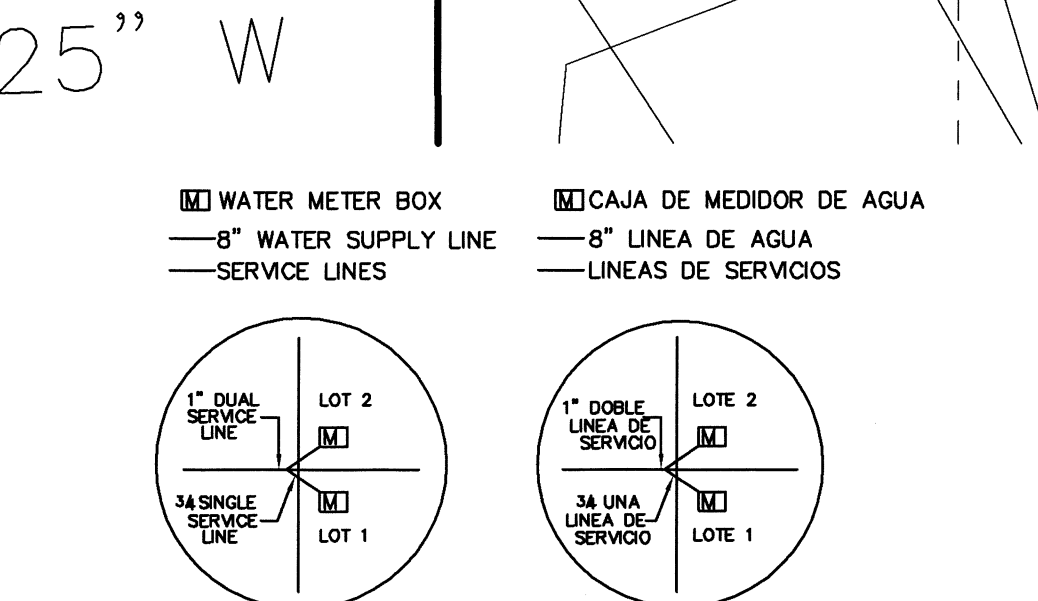 25” W
M WATER METER BOX
8" WATER SUPPLY LINE
SERVICE LINES
M CAJA DE MEDIDOR DE AGUA
8" LINEA DE AGUA
LINEAS DE SERVICIOS
1" DUAL
SERVICE
LINE
LOT 2
M
34 SINGLE
SERVICE
LINE
M
LOT 1
1" DOBLE
LINEA DE
SERVICIO
LOTE 2
M
34 UNA
LINEA DE
SERVICIO
M
LOTE 1